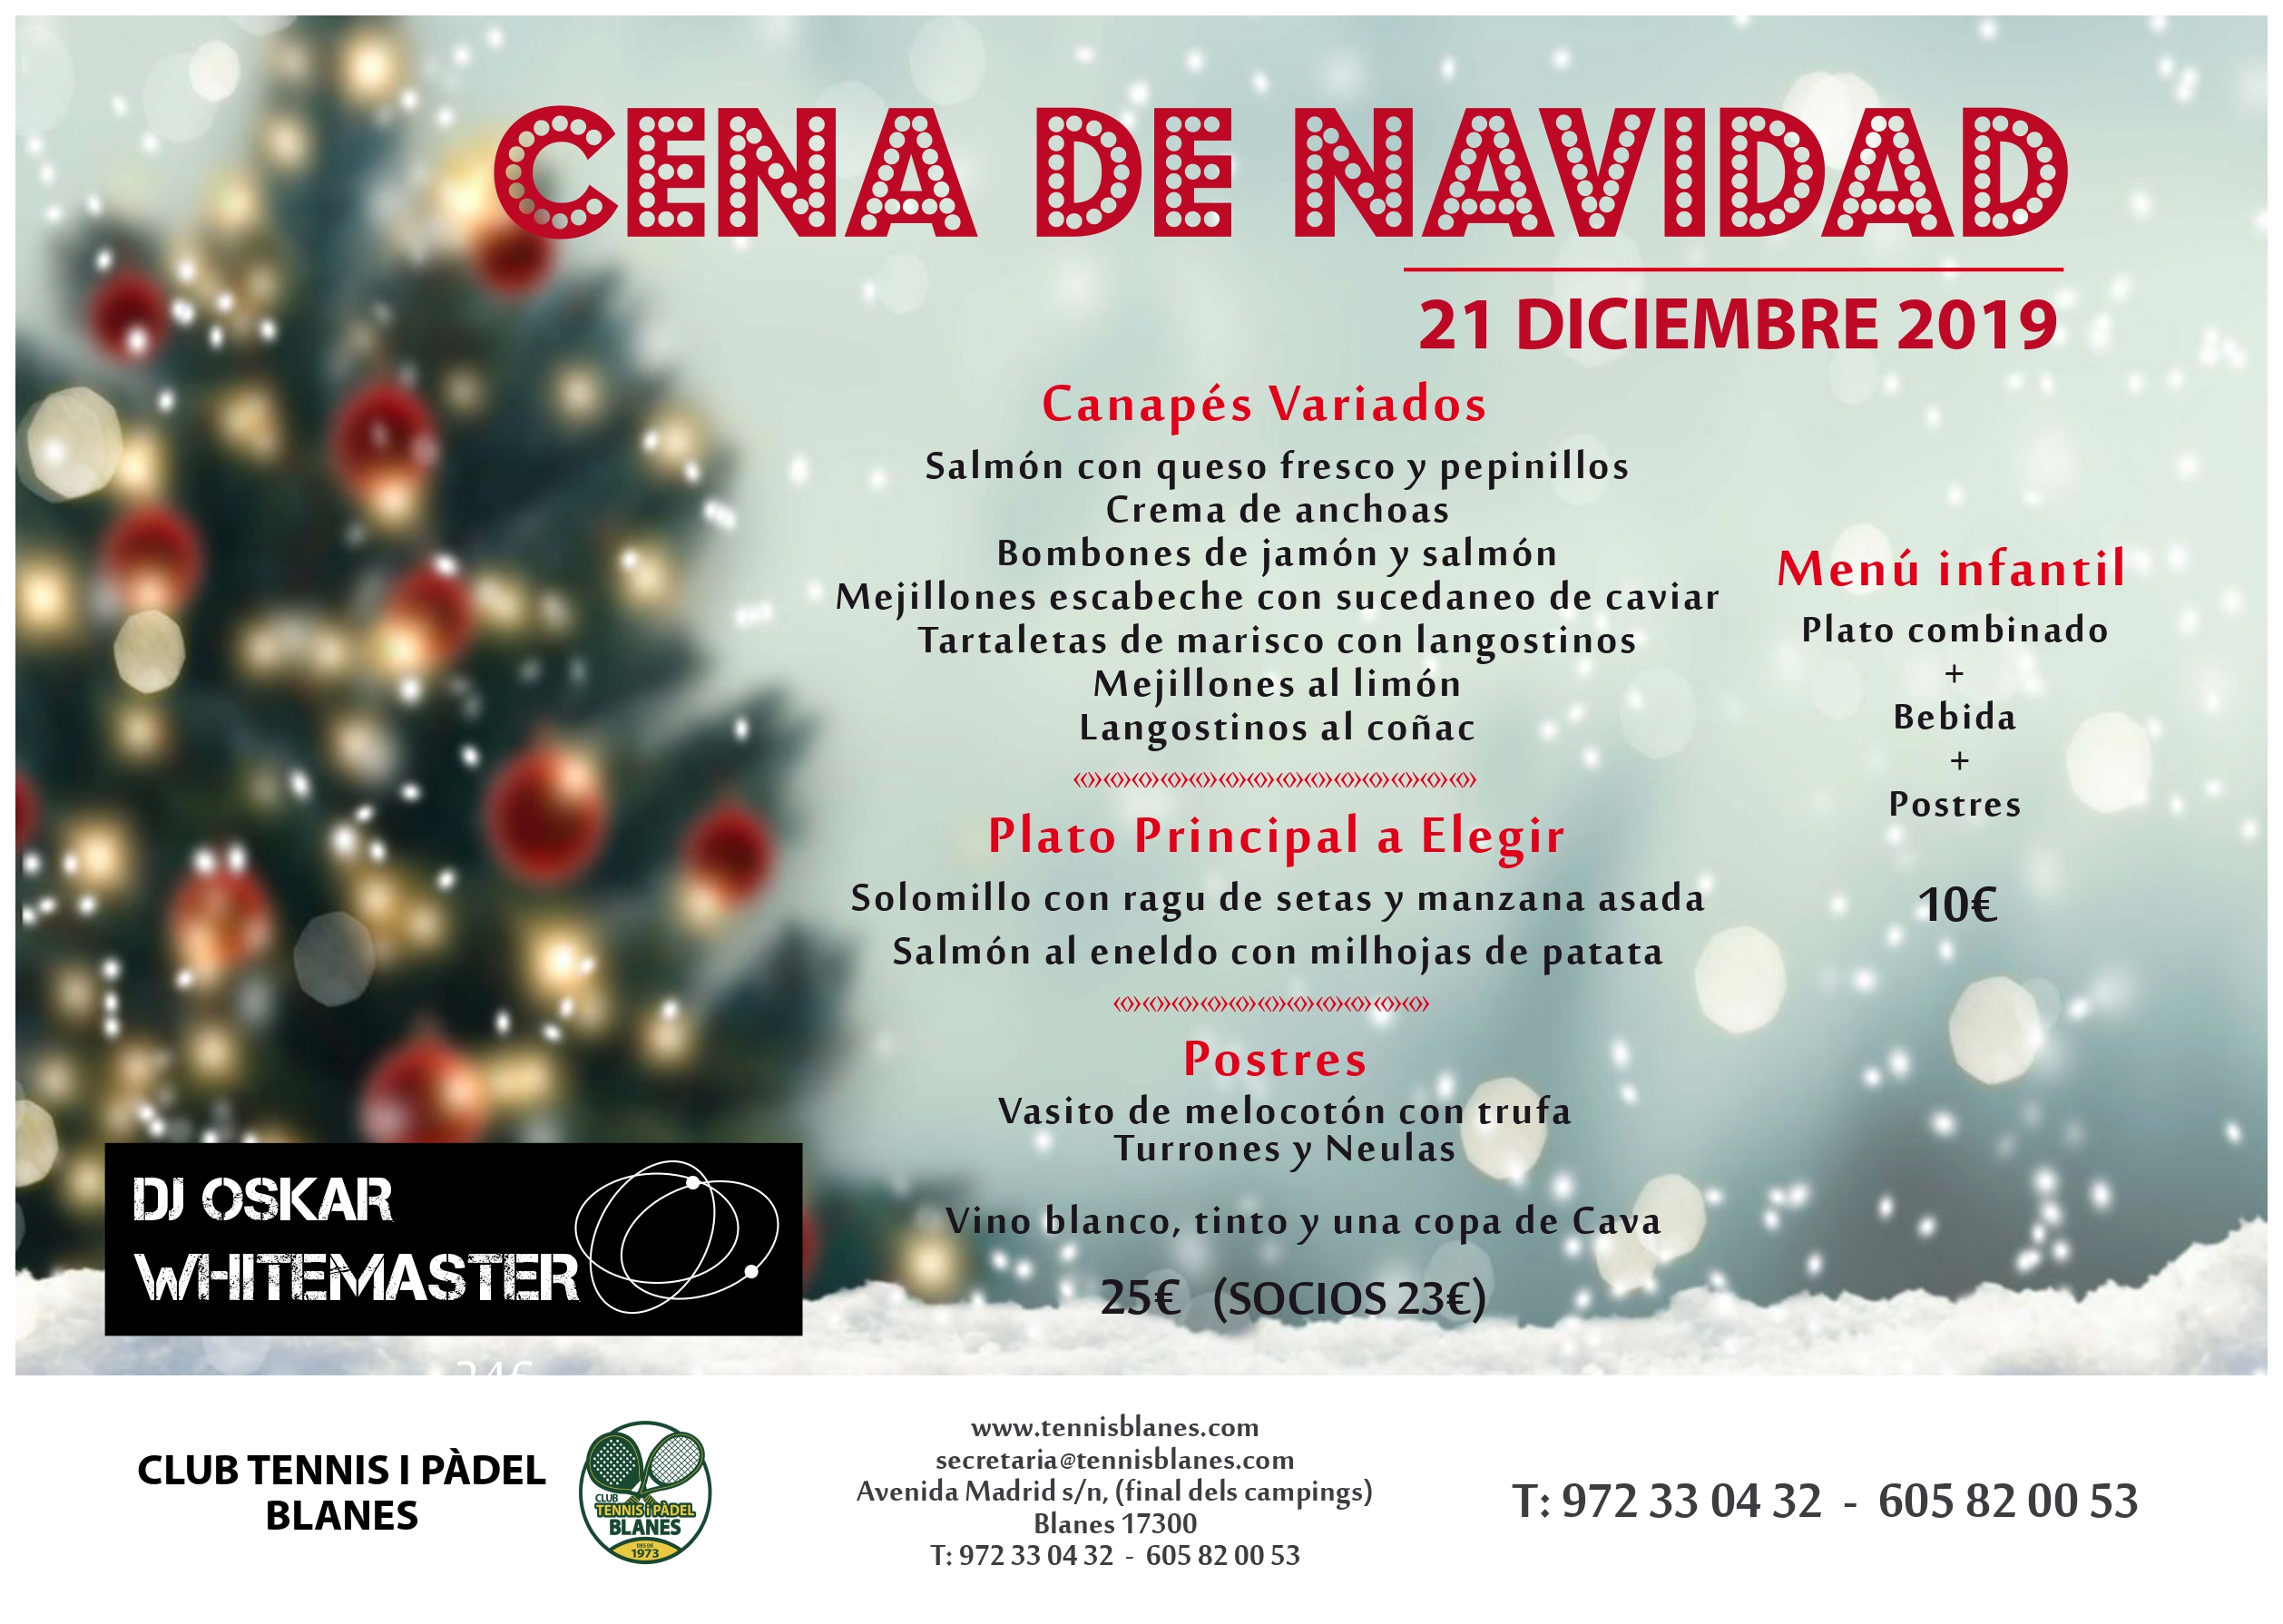 CENA DE NAVIDAD
21 DICIEMBRE 2019
Canapés Variados
Salmón con queso fresco y pepinillos
Crema de anchoas
Bombones de jamón y salmón
Mejillones escabeche con sucedaneo de caviar
Tartaletas de marisco con langostinos
Mejillones al limón
Langostinos al coñac
Plato Principal a Elegir
Solomillo con ragu de setas y manzana asada
Salmón al eneldo con milhojas de patata
Postres
Vasito de melocotón con trufa
Turrones y Neulas
Vino blanco, tinto y una copa de Cava
25€ (SOCIOS 23€)
Menú infantil
Plato combinado
+
Bebida
+
Postres
10€
DJ OSKAR
WHITEMASTER
24€
CLUB TENNIS I PÀDEL
BLANES
CLUB
TENNIS i PÀDEL
BLANES
DESDE
1973
www.tennisblanes.com
secretaria@tennisblanes.com
Avenida Madrid s/n, (final dels campings)
Blanes 17300
T: 972 33 04 32 - 605 82 00 53
T: 972 33 04 32 - 605 82 00 53